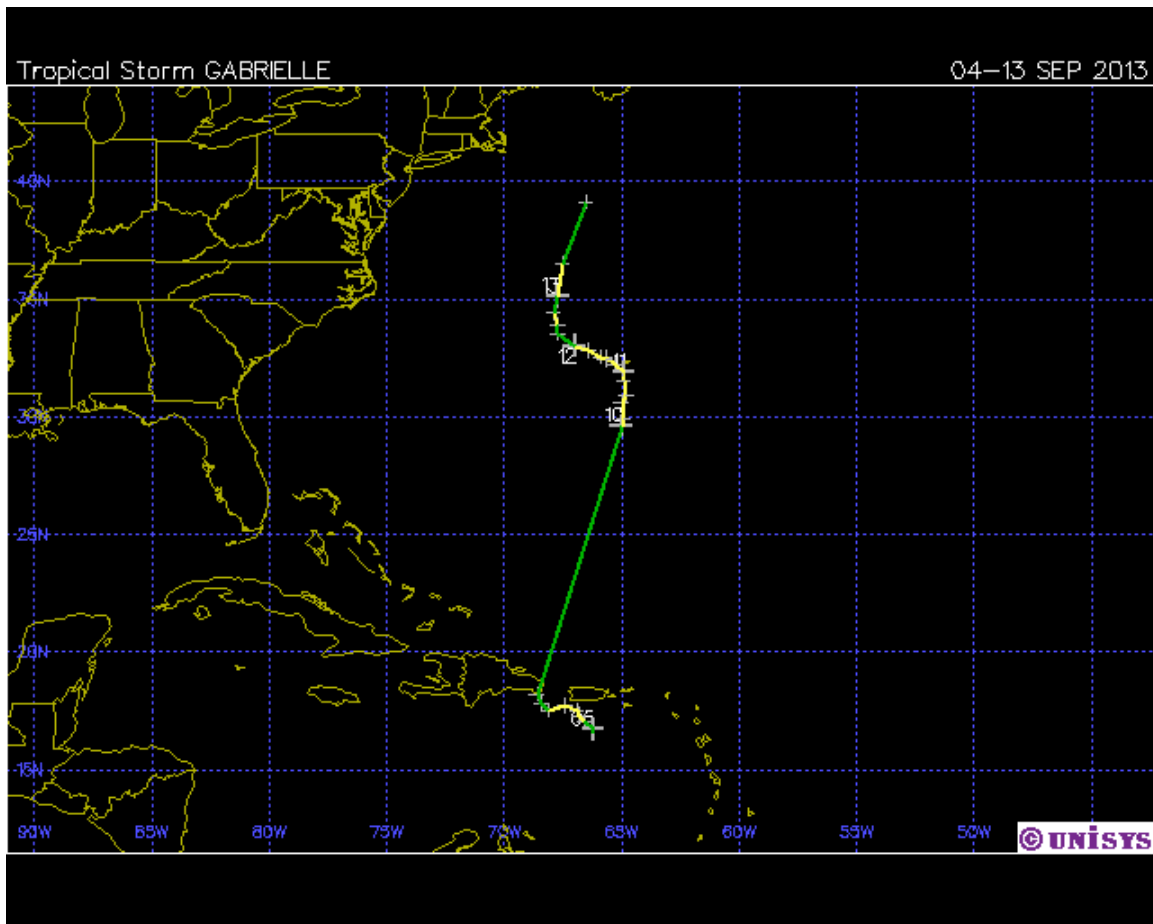 Tropical Storm GABRIELLE 04-13 SEP 2013
40N
13
35N
12 11
10
30N
25N
20N
05
15N
90W 85W 80W 75W 70W 65W 60W 55W 50W
© UNISYS